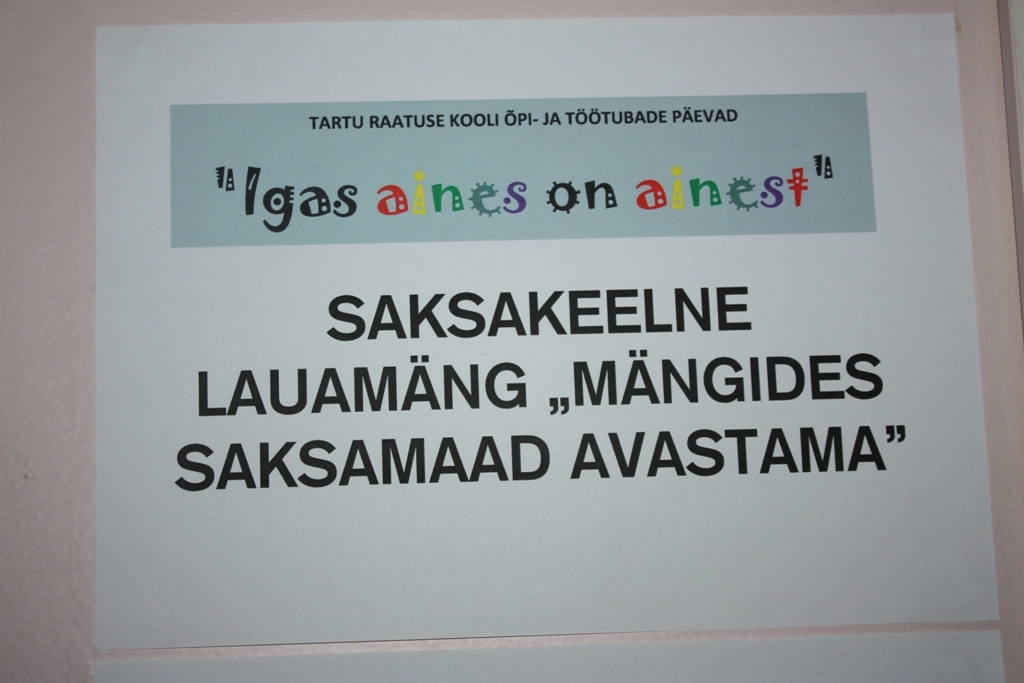 TARTU RAATUSE KOOLI ÕPI- JA TÖÖTUBADE PÄEVAD
"Igas aines on ainest"
SAKSAKEELNE
LAUAMÄNG „MÄNGIDES
SAKSAMAAD AVASTAMA”